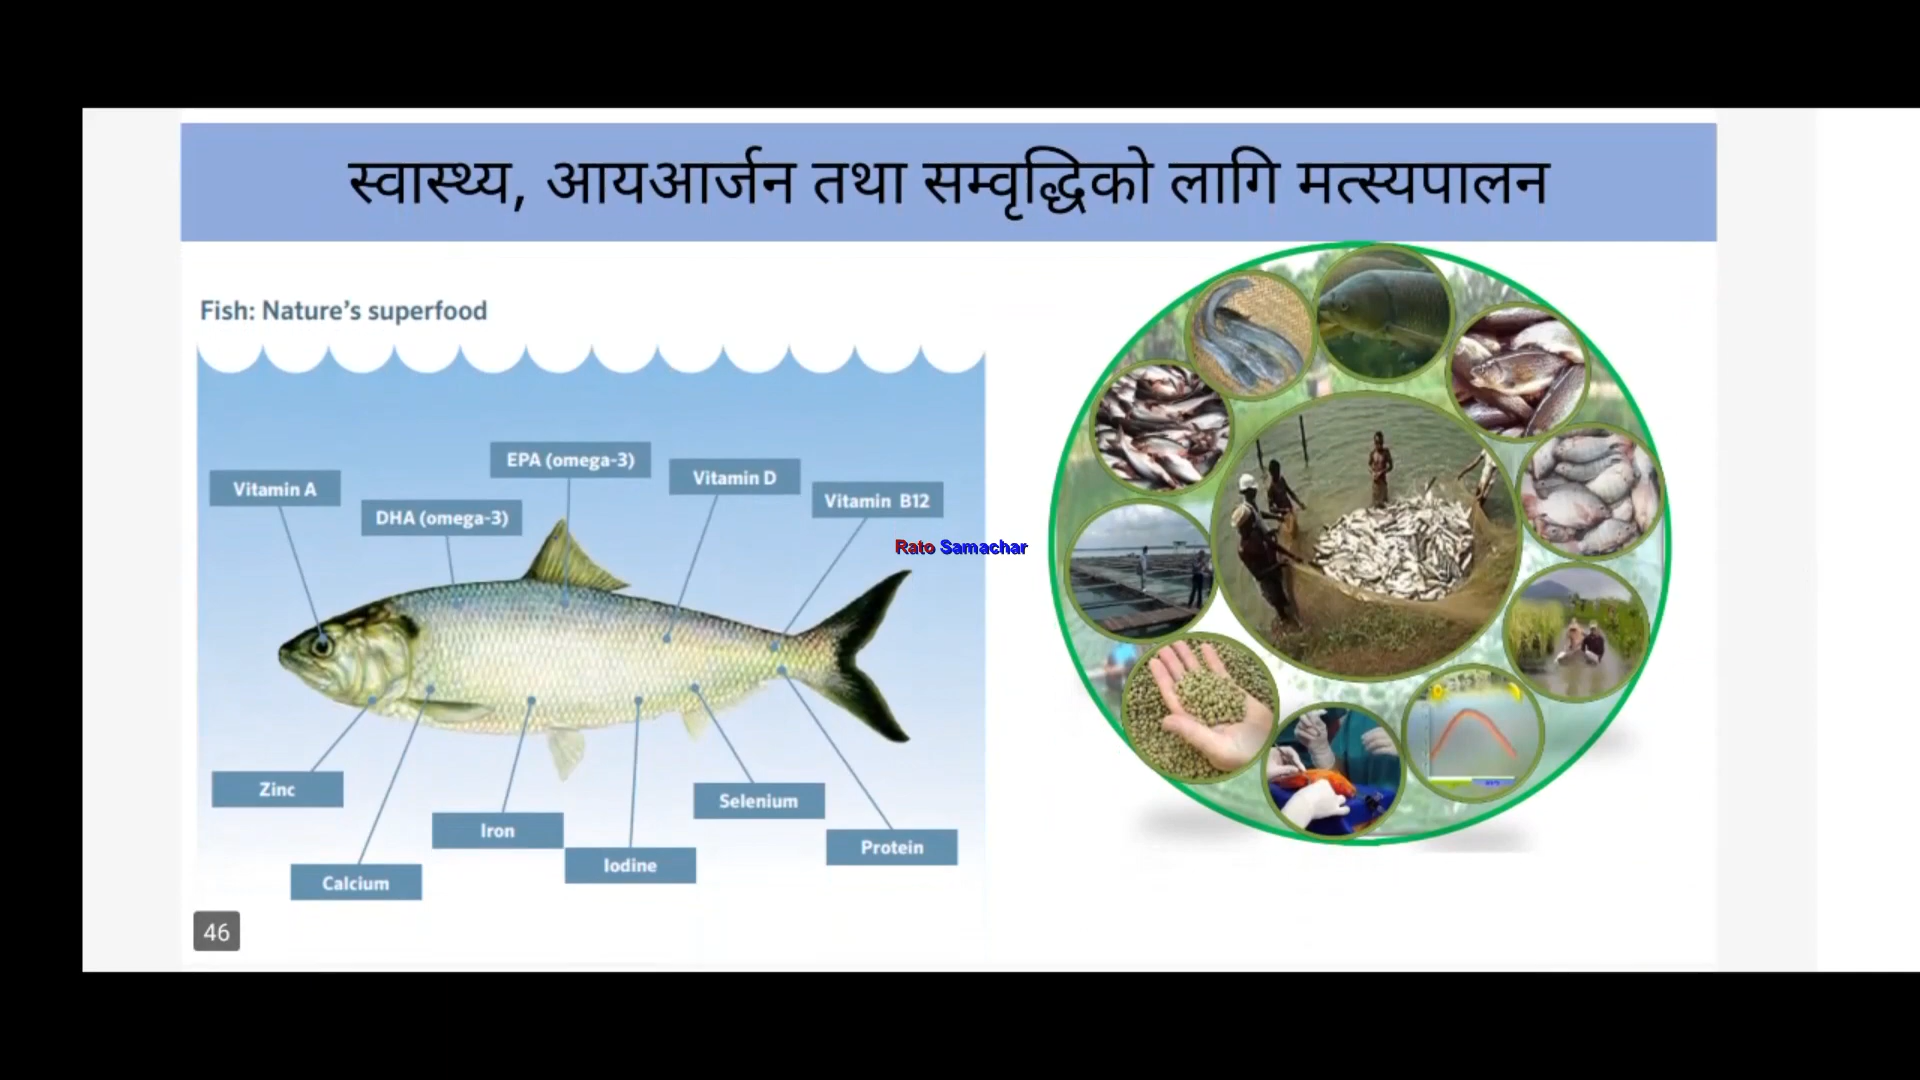 स्वास्थ्य, आयआर्जन तथा सम्वृद्धिको लागि मत्स्यपालन
Fish: Nature's superfood
EPA (omega-3)
Vitamin D
Vitamin A
Vitamin B12
DHA (omega-3)
Rato Samachar
Zinc
Selenium
Iron
Protein
Iodine
Calcium
46